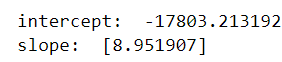 intercept:  -17803.213192
slope:  [8.951907]